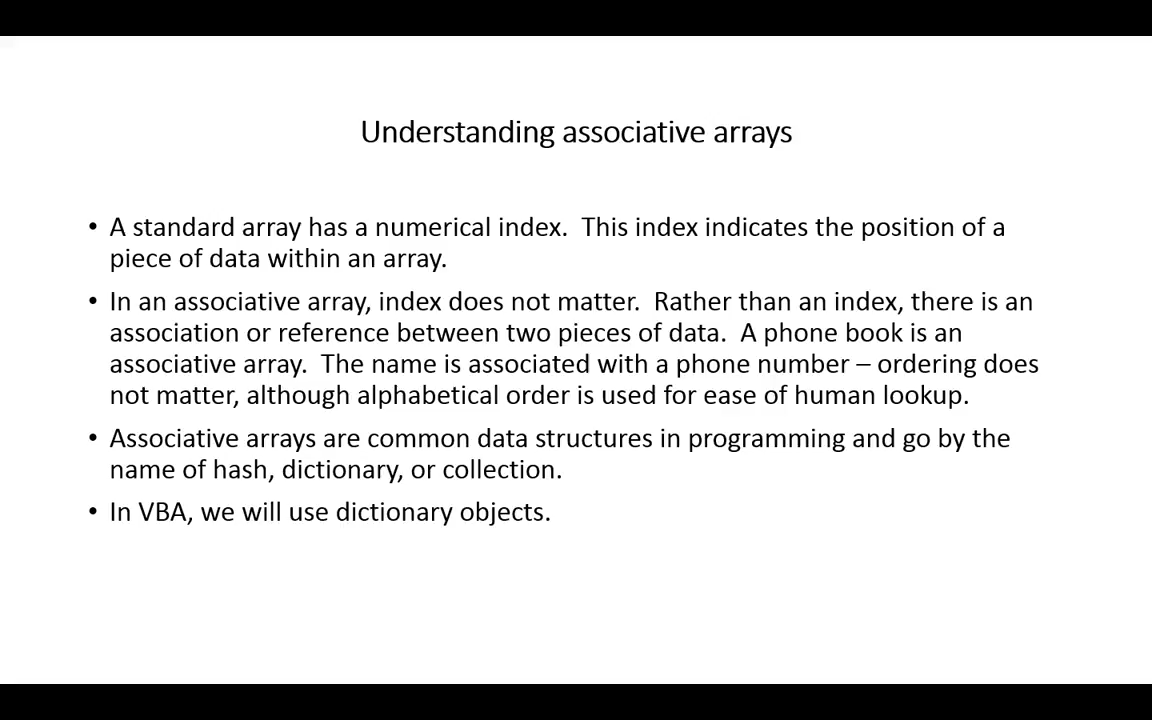 Understanding associative arrays
• A standard array has a numerical index.  This index indicates the position of a
piece of data within an array.
• In an associative array, index does not matter.  Rather than an index, there is an
association or reference between two pieces of data.  A phone book is an
associative array.  The name is associated with a phone number – ordering does
not matter, although alphabetical order is used for ease of human lookup.
• Associative arrays are common data structures in programming and go by the
name of hash, dictionary, or collection.
• In VBA, we will use dictionary objects.